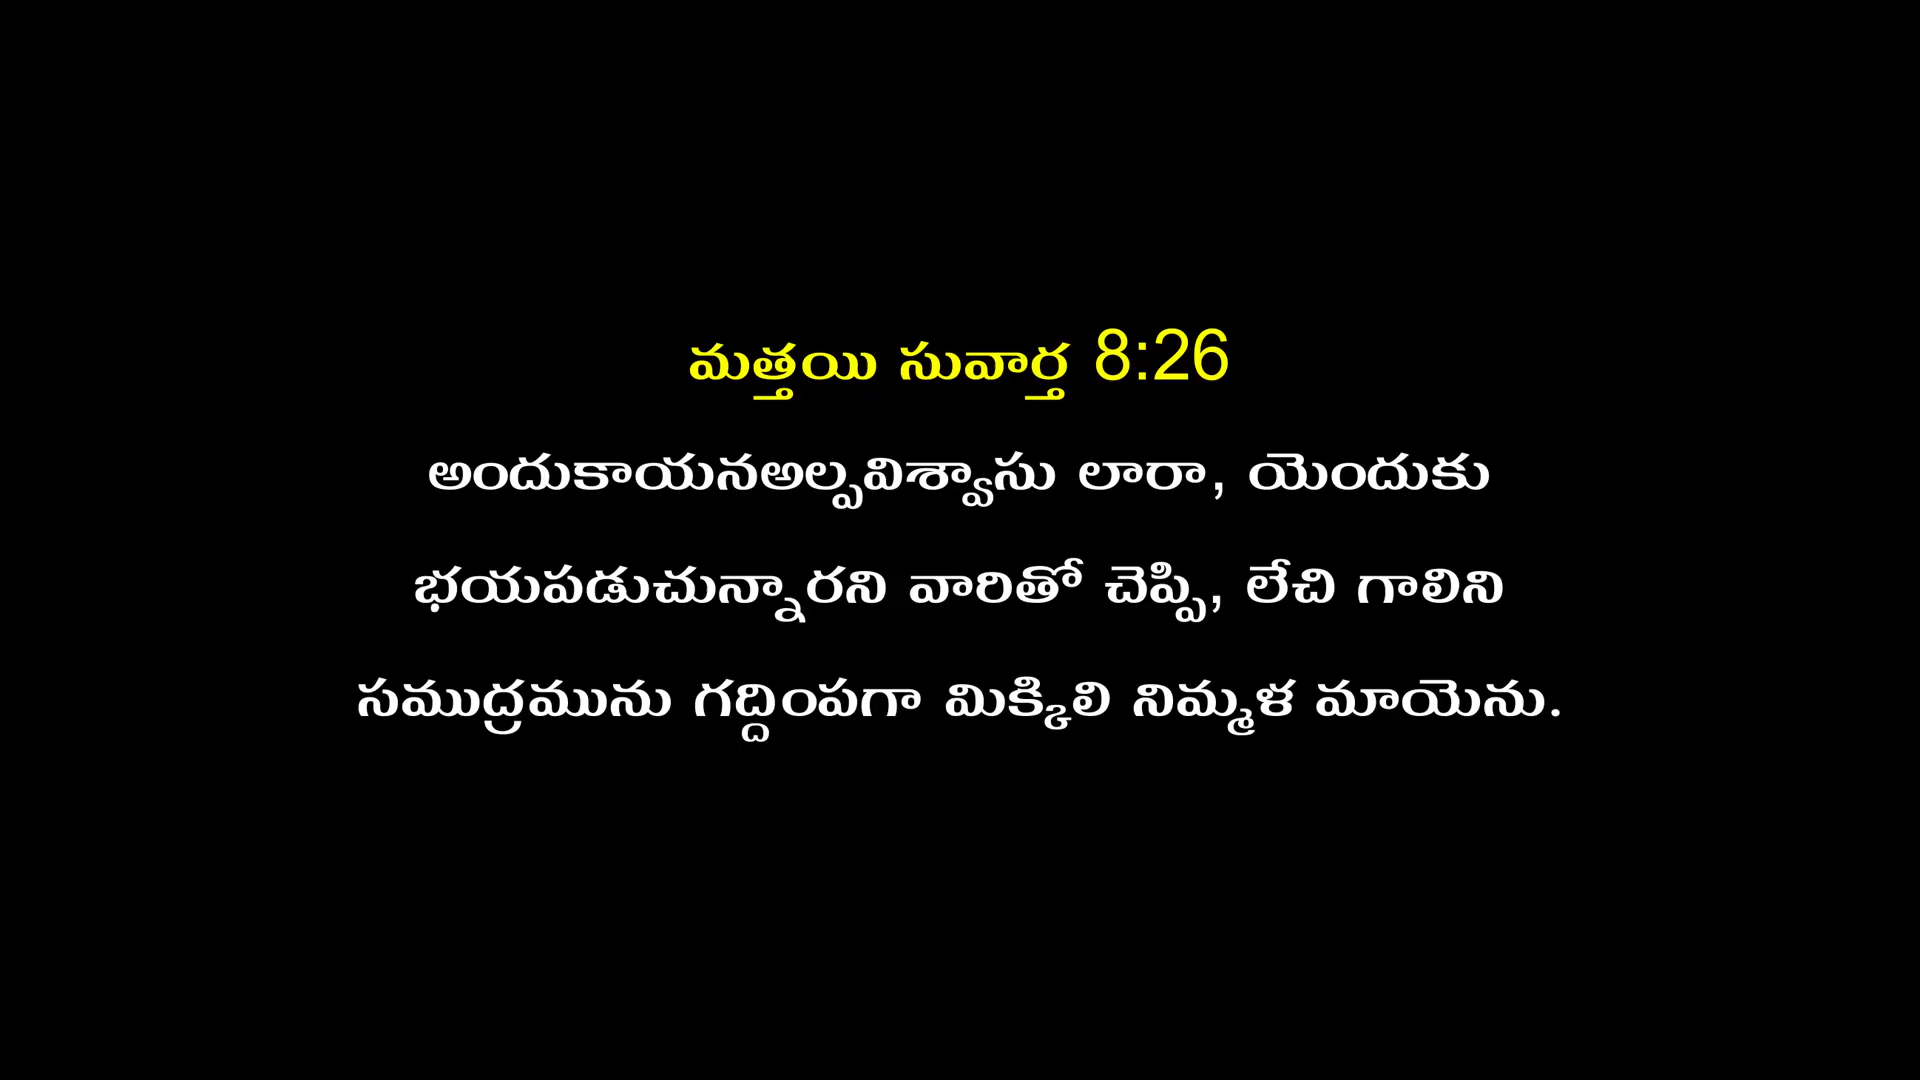 మత్తయి సువార్త 8:26
అందుకాయనఅల్పవిశ్వాసు లారా, యెందుకు
భయపడుచున్నారని వారితో చెప్పి, లేచి గాలిని
సముద్రమును గద్దింపగా మిక్కిలి నిమ్మళ మాయెను.